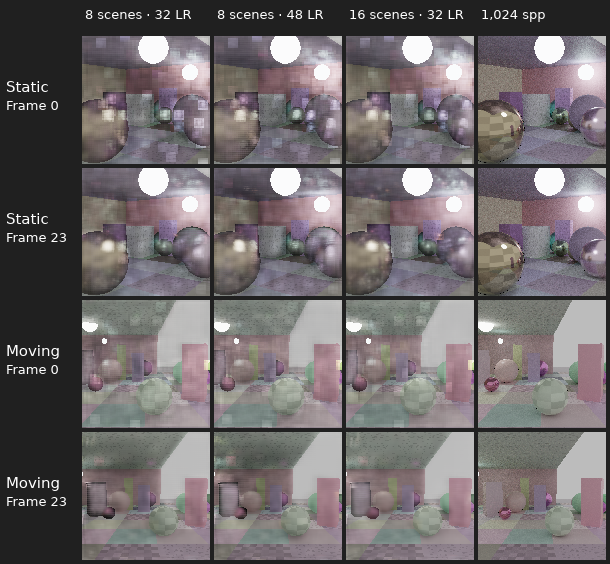 8 scenes · 32 LR
8 scenes · 48 LR
16 scenes · 32 LR
1,024 spp
Static
Frame 0
Static
Frame 23
Moving
Frame 0
Moving
Frame 23